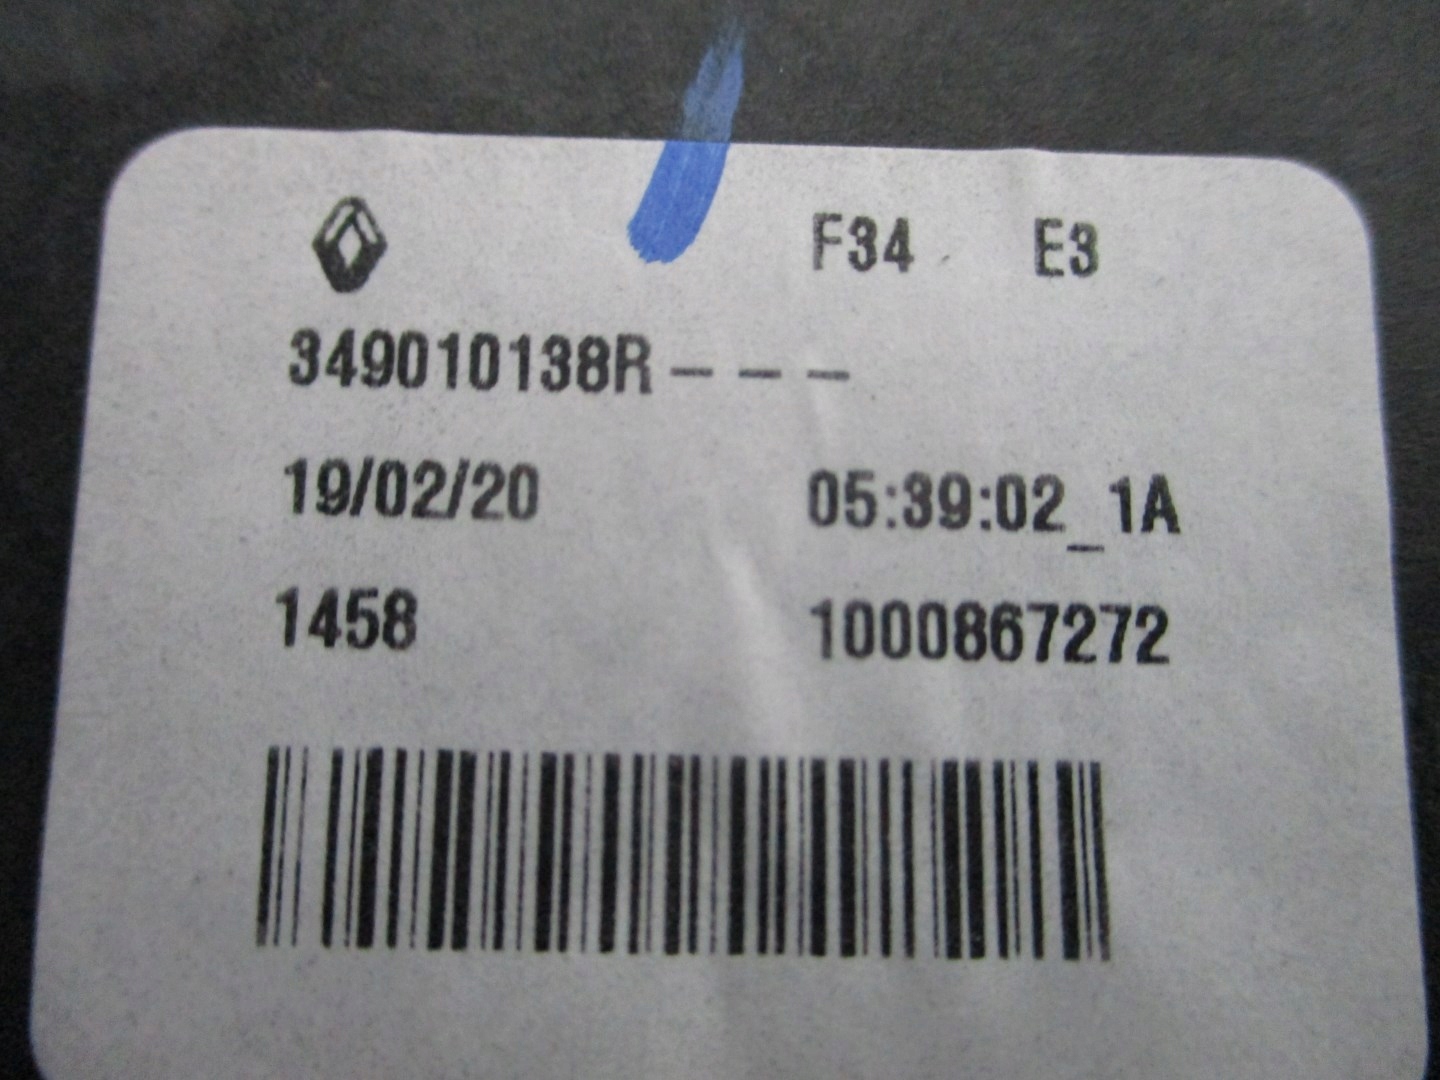 F34 E3
349010138R - - -
19/02/20 05:39:02_1A
1458 1000867272